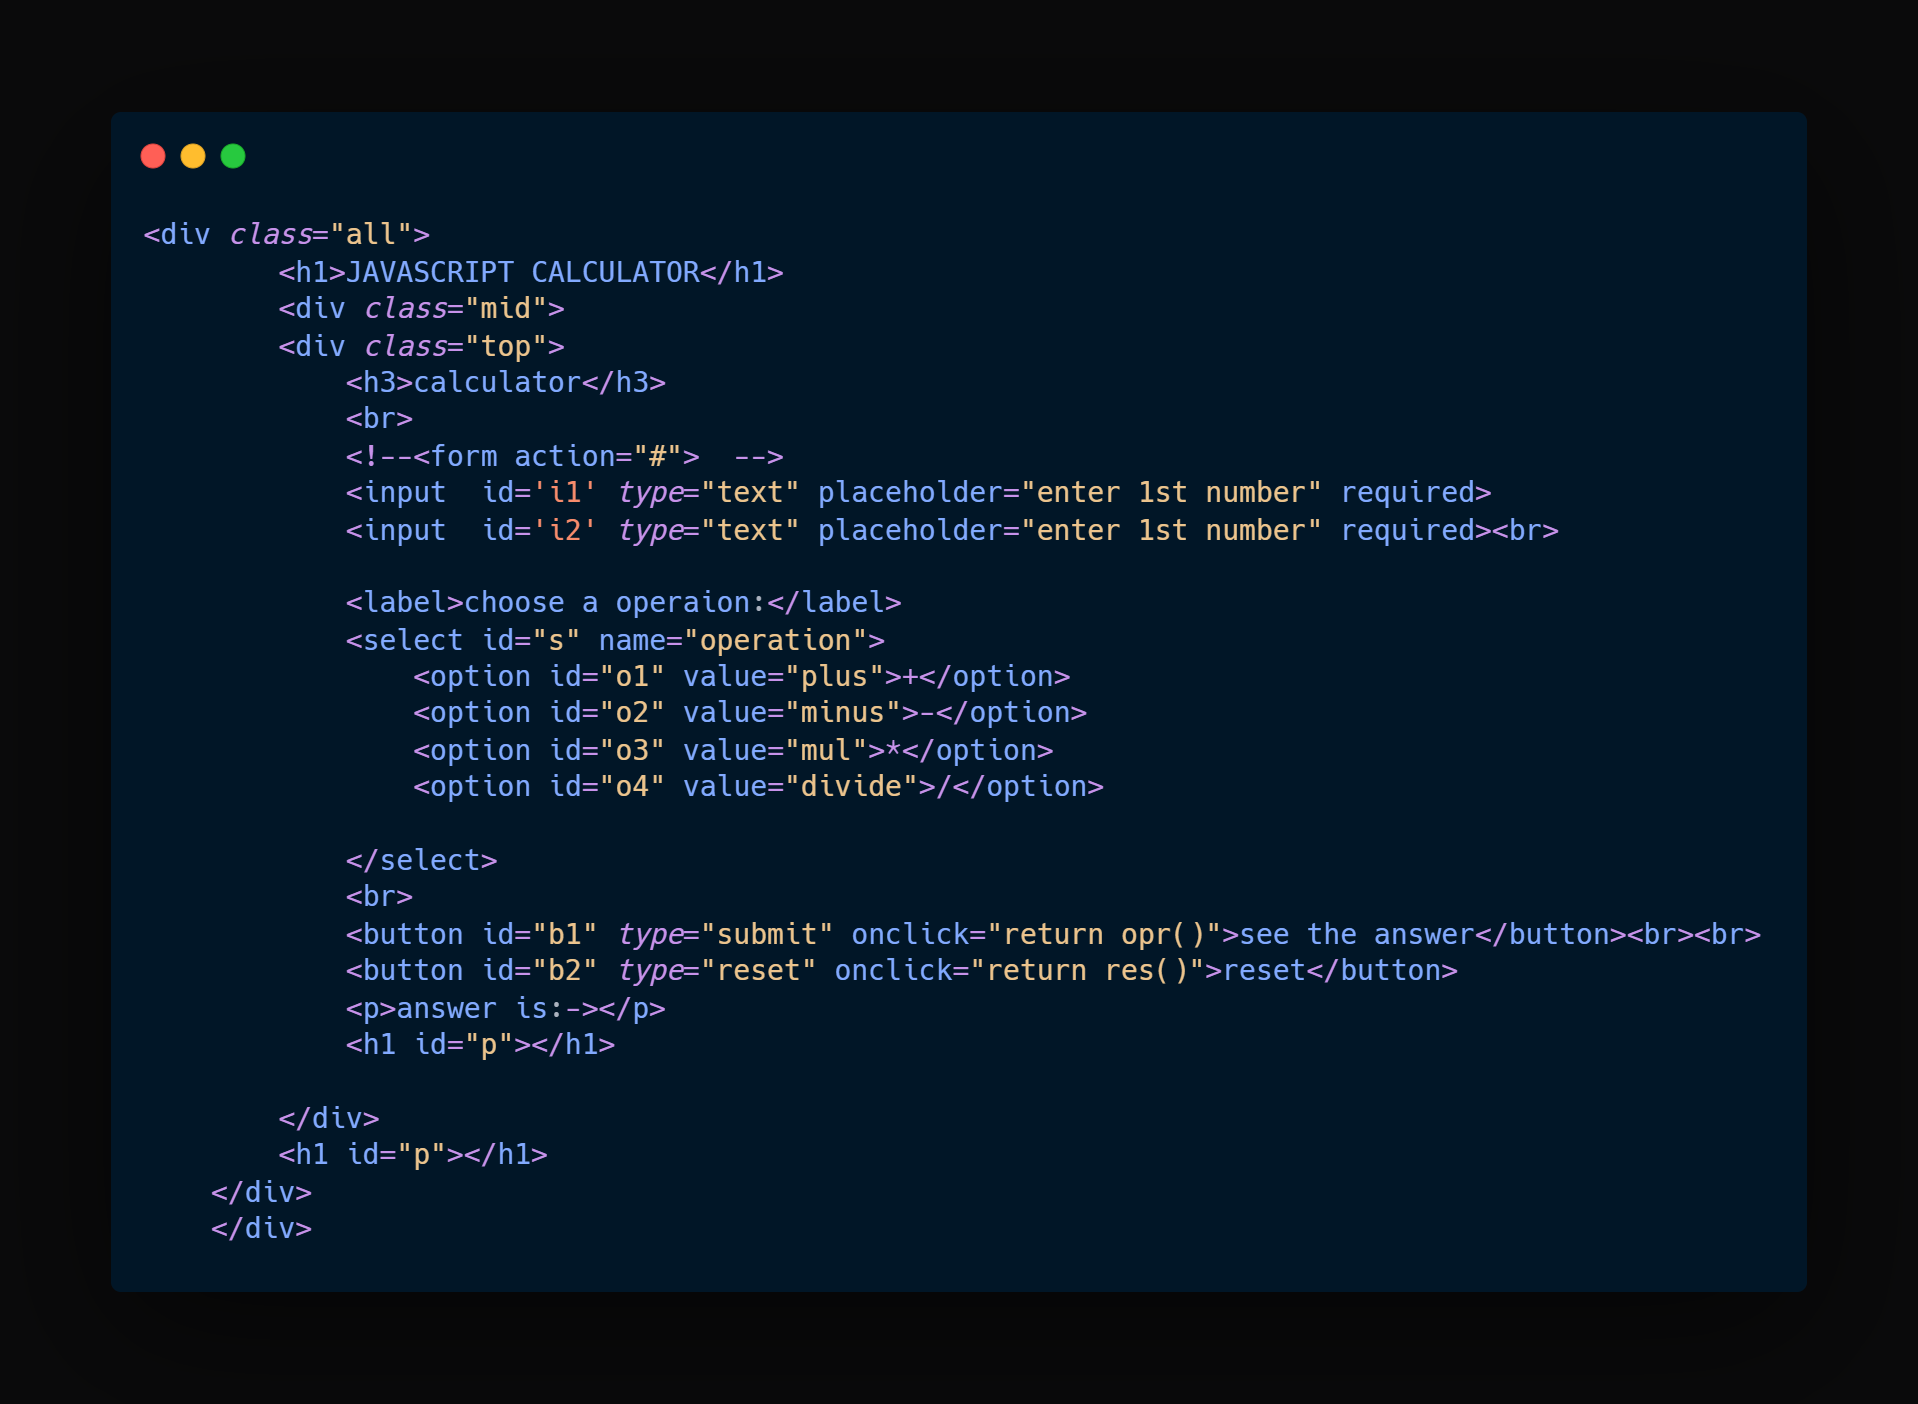 <div class="all">
        <h1>JAVASCRIPT CALCULATOR</h1>
        <div class="mid">
        <div class="top">
            <h3>calculator</h3>
            <br>
            <!--<form action="#">  -->
            <input  id='i1' type="text" placeholder="enter 1st number" required>
            <input  id='i2' type="text" placeholder="enter 1st number" required><br>

            <label>choose a operaion:</label>
            <select id="s" name="operation">
                <option id="o1" value="plus">+</option>
                <option id="o2" value="minus">-</option>
                <option id="o3" value="mul">*</option>
                <option id="o4" value="divide">/</option>

            </select>
            <br>
            <button id="b1" type="submit" onclick="return opr()">see the answer</button><br><br>
            <button id="b2" type="reset" onclick="return res()">reset</button>
            <p>answer is:-></p>
            <h1 id="p"></h1>

        </div>
        <h1 id="p"></h1>
    </div>
    </div>